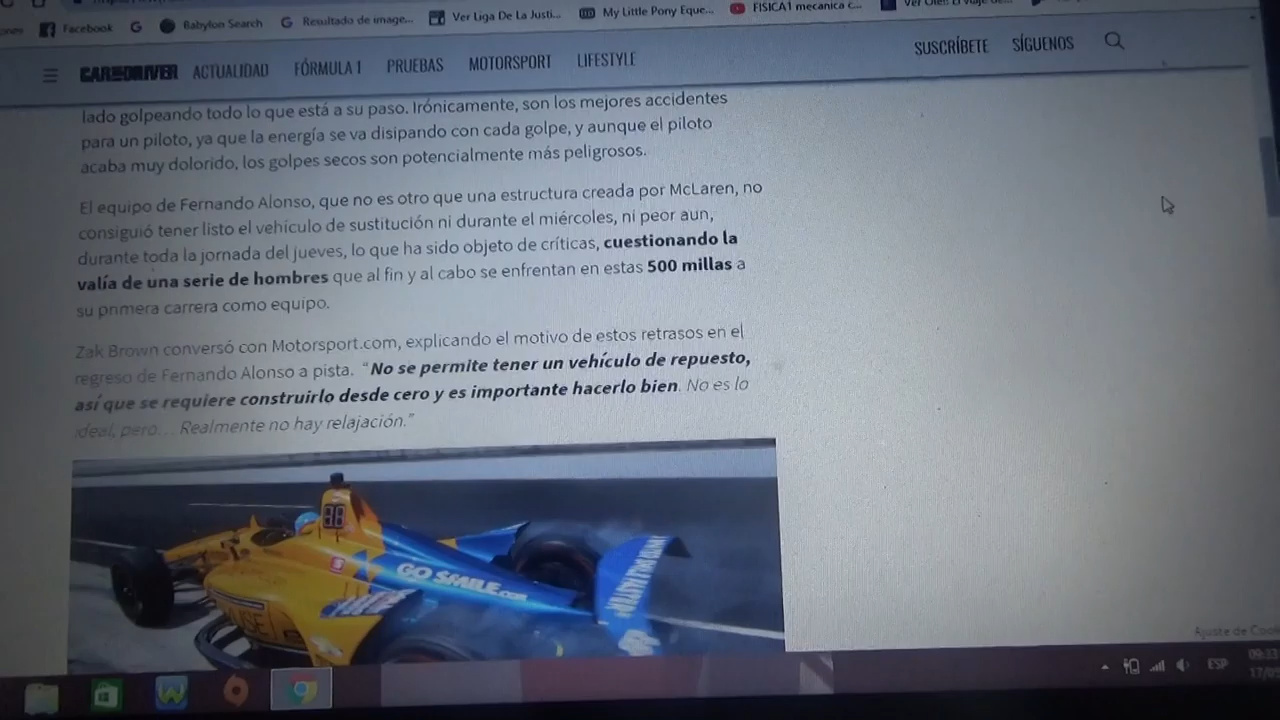 Facebook
Babylon Search
Resultado de image...
Ver Liga De La Justi...
My Little Pony Eque...
FISICA1 mecanica c...
CAR AND DRIVER ACTUALIDAD FÓRMULA 1 PRUEBAS MOTORSPORT LIFESTYLE SUSCRÍBETE SÍGUENOS
lado golpeando todo lo que está a su paso. Irónicamente, son los mejores accidentes
para un piloto, ya que la energía se va disipando con cada golpe, y aunque el piloto
acaba muy dolorido, los golpes secos son potencialmente más peligrosos.
El equipo de Fernando Alonso, que no es otro que una estructura creada por McLaren, no
consiguió tener listo el vehículo de sustitución ni durante el miércoles, ni peor aun,
durante toda la jornada del jueves, lo que ha sido objeto de críticas, cuestionando la
valía de una serie de hombres que al fin y al cabo se enfrentan en estas 500 millas a
su primera carrera como equipo.
Zak Brown conversó con Motorsport.com, explicando el motivo de estos retrasos en el
regreso de Fernando Alonso a pista. “No se permite tener un vehículo de repuesto,
así que se requiere construirlo desde cero y es importante hacerlo bien. No es lo
ideal, pero... Realmente no hay relajación.”
GO SMILE.com
Ajuste de
ESP
09:33